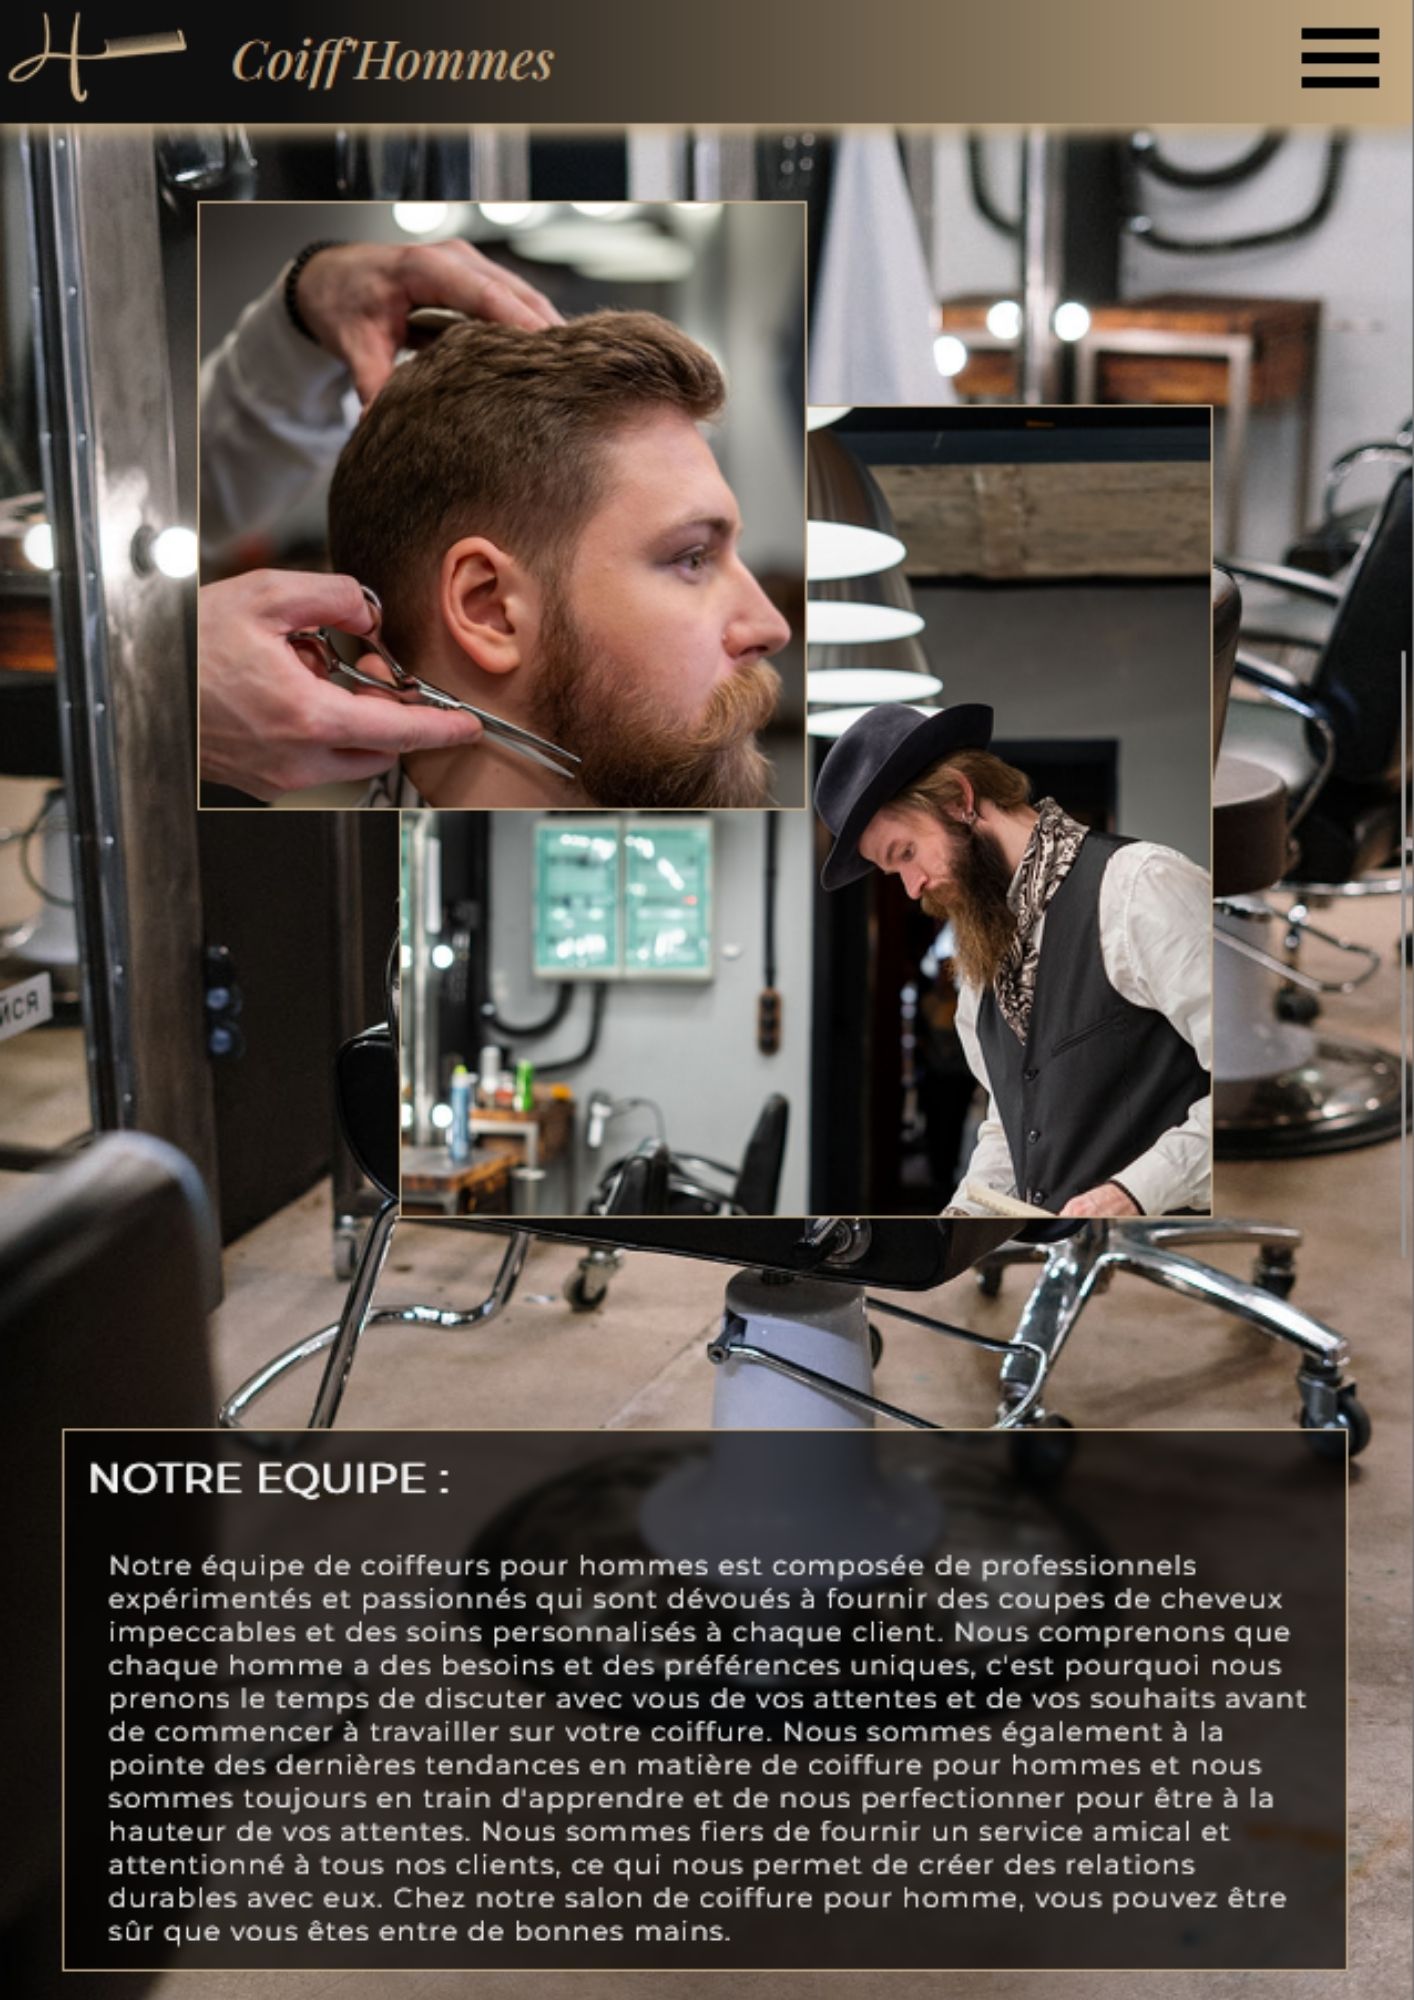 Coiff'Hommes
ИСЯ
NOTRE EQUIPE :
Notre équipe de coiffeurs pour hommes est composée de professionnels
expérimentés et passionnés qui sont dévoués à fournir des coupes de cheveux
impeccables et des soins personnalisés à chaque client. Nous comprenons que
chaque homme a des besoins et des préférences uniques, c'est pourquoi nous
prenons le temps de discuter avec vous de vos attentes et de vos souhaits avant
de commencer à travailler sur votre coiffure. Nous sommes également à la
pointe des dernières tendances en matière de coiffure pour hommes et nous
sommes toujours en train d'apprendre et de nous perfectionner pour être à la
hauteur de vos attentes. Nous sommes fiers de fournir un service amical et
attentionné à tous nos clients, ce qui nous permet de créer des relations
durables avec eux. Chez notre salon de coiffure pour homme, vous pouvez être
sûr que vous êtes entre de bonnes mains.